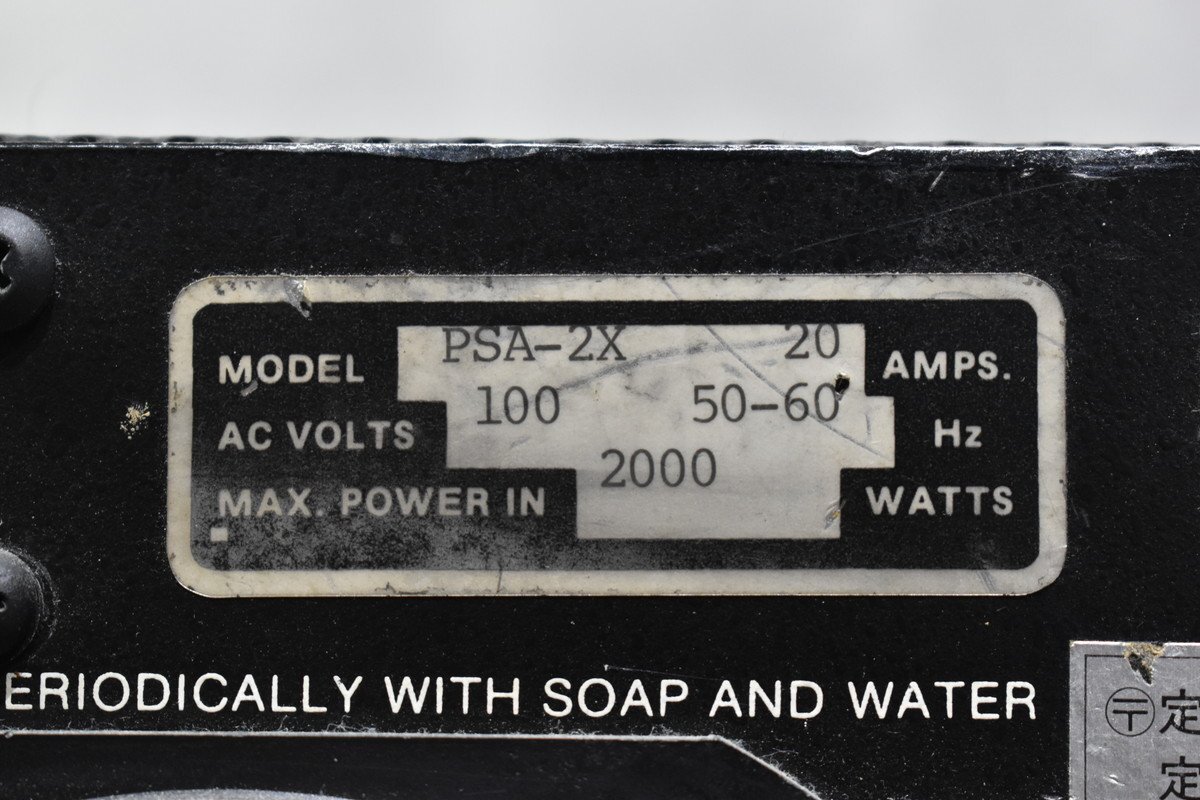 MODEL PSA-2X 20 AMPS.
AC VOLTS 100 50-60 Hz
MAX. POWER IN 2000 WATTS
ERIODICALLY WITH SOAP AND WATER
〶定
定